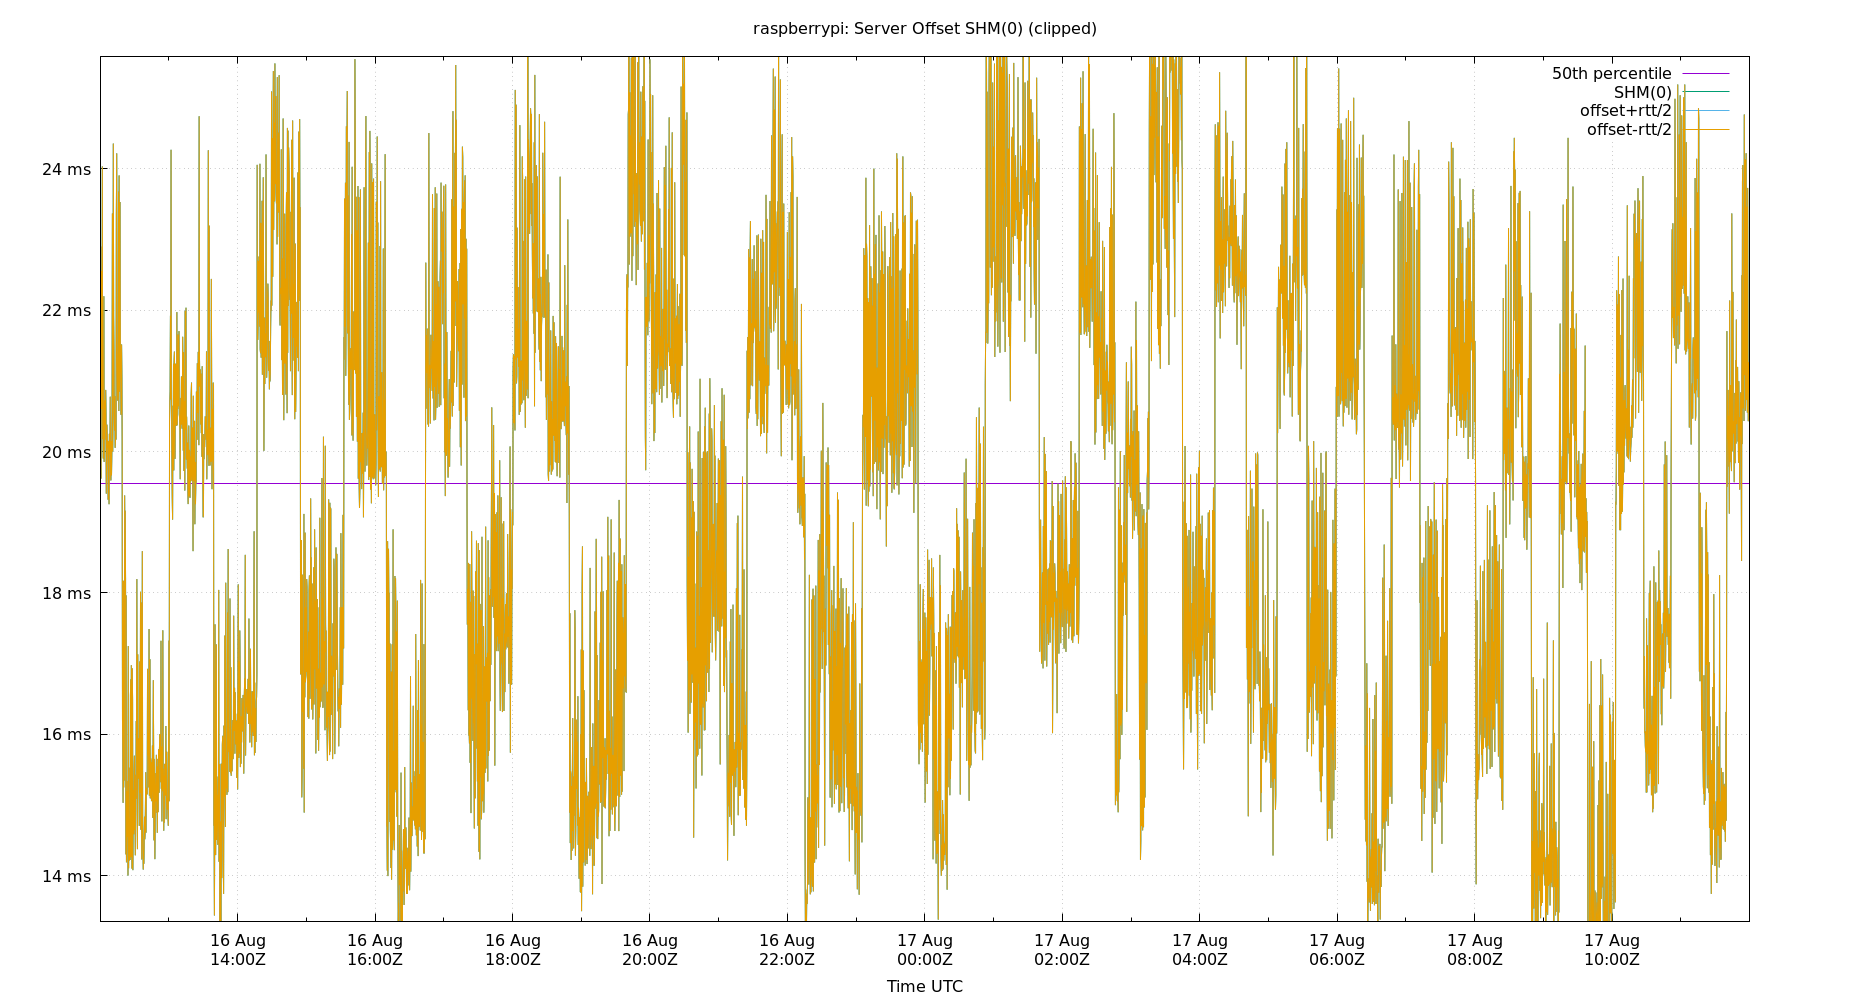 raspberrypi: Server Offset SHM(0) (clipped)
50th percentile
SHM(0)
offset+rtt/2
offset-rtt/2
24 ms
22 ms
20 ms
18 ms
16 ms
14 ms
16 Aug 16 Aug 16 Aug 16 Aug 16 Aug 17 Aug 17 Aug 17 Aug 17 Aug 17 Aug 17 Aug
14:00Z 16:00Z 18:00Z 20:00Z 22:00Z 00:00Z 02:00Z 04:00Z 06:00Z 08:00Z 10:00Z
Time UTC